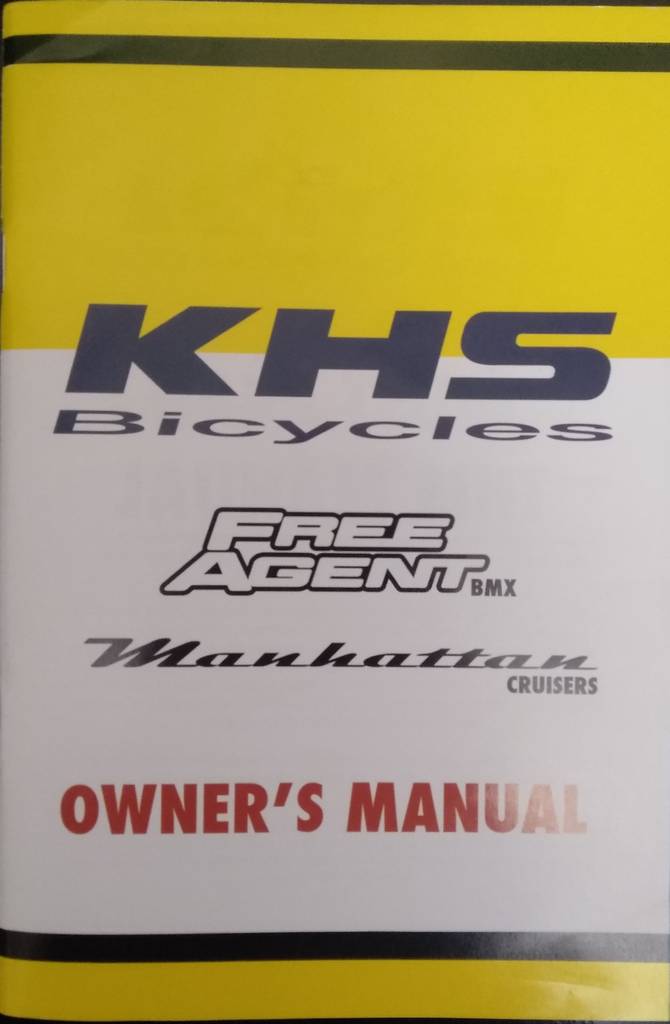 KHS
Bicycles
FREE
AGENT BMX
Manhattan
CRUISERS
OWNER'S MANUAL